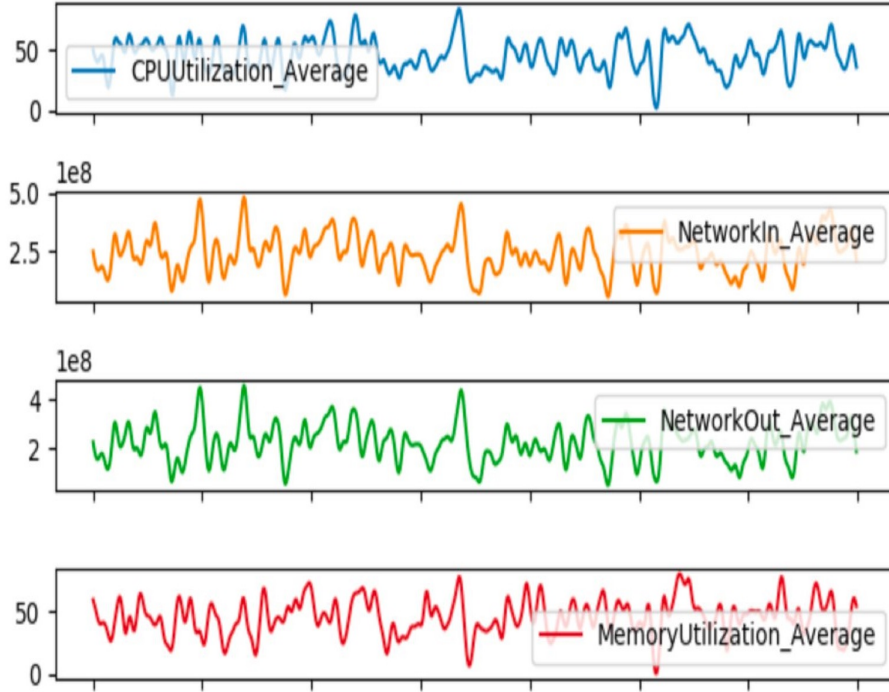 50
CPUUtilization_Average
0
1e8
5.0
NetworkIn_Average
2.5
1e8
4
NetworkOut_Average
2
50
MemoryUtilization_Average
0